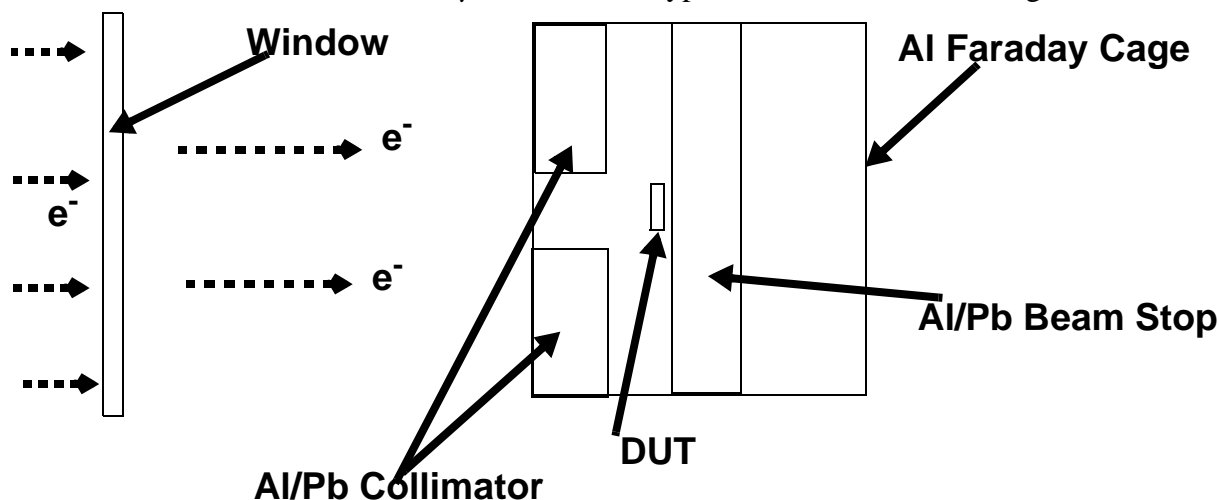 Window
Al Faraday Cage
e-
e-
e-
Al/Pb Beam Stop
DUT
Al/Pb Collimator